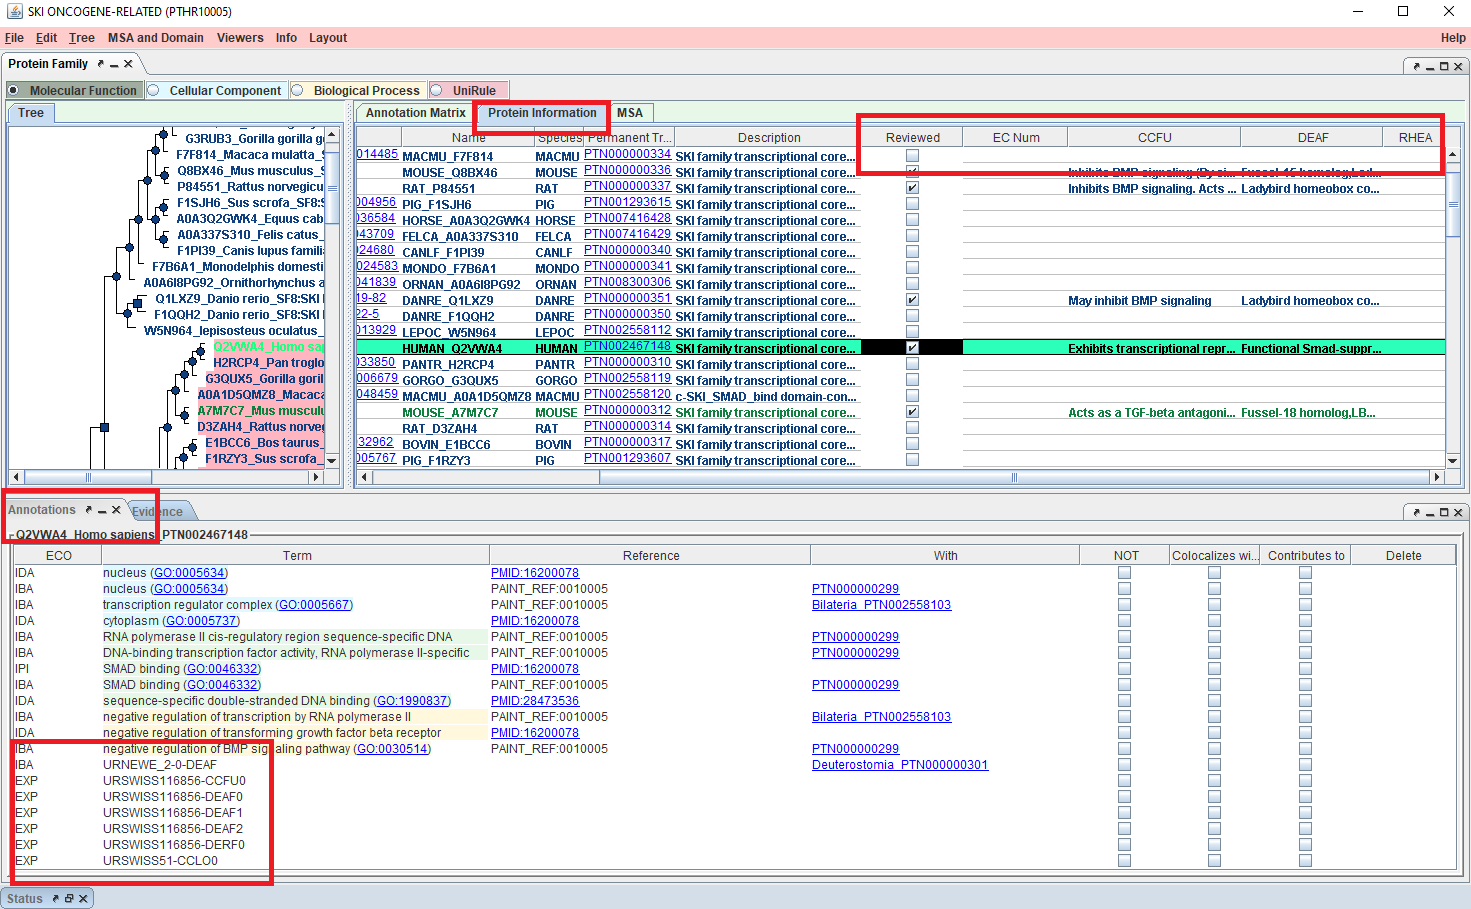 SKI ONCOGENE-RELATED (PTHR10005)
File Edit Tree MSA and Domain Viewers Info Layout Help
Protein Family
Molecular Function Cellular Component Biological Process UniRule
Tree
G3RUB3_Gorilla gorilla g
F7F814_Macaca mulatta_S
Q8BX46_Mus musculus_S
P84551_Rattus norvegicu
F1SJH6_Sus scrofa_SF8:S
A0A3Q2GWK4_Equus cab
A0A337S310_Felis catus_
F1PI39_Canis lupus familia
F7B6A1_Monodelphis domesti
A0A6I8PG92_Ornithorhynchus a
Q1LXZ9_Danio rerio_SF8:SKI
F1QQH2_Danio rerio_SF8:SKI
W5N964_lepisosteus oculatus_
Q2VWA4_Homo sap
H2RCP4_Pan troglo
G3QUX5_Gorilla goril
A0A1D5QMZ8_Macaca
A7M7C7_Mus musculu
D3ZAH4_Rattus norve
E1BCC6_Bos taurus_
F1RZY3_Sus scrofa_
Annotation Matrix Protein Information MSA
Name Species Permanent Tr... Description Reviewed EC Num CCFU DEAF RHEA
014485 MACMU_F7F814 MACMU PTN000000334 SKI family transcriptional core...
MOUSE_Q8BX46 MOUSE PTN000000336 SKI family transcriptional core...
RAT_P84551 RAT PTN000000337 SKI family transcriptional core... Inhibits BMP signaling. Acts ... Ladybird homeobox co...
004956 PIG_F1SJH6 PIG PTN001293615 SKI family transcriptional core...
036584 HORSE_A0A3Q2GWK4 HORSE PTN007416428 SKI family transcriptional core...
043709 FELCA_A0A337S310 FELCA PTN007416429 SKI family transcriptional core...
024680 CANLF_F1PI39 CANLF PTN000000340 SKI family transcriptional core...
0024583 MONDO_F7B6A1 MONDO PTN000000341 SKI family transcriptional core...
041839 ORNAN_A0A6I8PG92 ORNAN PTN008300306 SKI family transcriptional core...
19-82 DANRE_Q1LXZ9 DANRE PTN000000351 SKI family transcriptional core... May inhibit BMP signaling Ladybird homeobox co...
22-5 DANRE_F1QQH2 DANRE PTN000000350 SKI family transcriptional core...
013929 LEPOC_W5N964 LEPOC PTN002558112 SKI family transcriptional core...
HUMAN_Q2VWA4 HUMAN PTN002467148 SKI family transcriptional core... Exhibits transcriptional repr... Functional Smad-suppr...
033850 PANTR_H2RCP4 PANTR PTN000000310 SKI family transcriptional core...
006679 GORGO_G3QUX5 GORGO PTN002558119 SKI family transcriptional core...
048459 MACMU_A0A1D5QMZ8 MACMU PTN002558120 c-SKI_SMAD_bind domain-con...
MOUSE_A7M7C7 MOUSE PTN000000312 SKI family transcriptional core... Acts as a TGF-beta antagoni... Fussel-18 homolog,LB...
RAT_D3ZAH4 RAT PTN000000314 SKI family transcriptional core...
032962 BOVIN_E1BCC6 BOVIN PTN000000317 SKI family transcriptional core...
005767 PIG_F1RZY3 PIG PTN001293607 SKI family transcriptional core...
Annotations Evidence
Q2VWA4_Homo sapiens_PTN002467148
ECO Term Reference With NOT Colocalizes wi... Contributes to Delete
IDA nucleus (GO:0005634) PMID:16200078
IBA nucleus (GO:0005634) PAINT_REF:0010005 PTN000000299
IBA transcription regulator complex (GO:0005667) PAINT_REF:0010005 Bilateria_PTN002558103
IDA cytoplasm (GO:0005737) PMID:16200078
IBA RNA polymerase II cis-regulatory region sequence-specific DNA PAINT_REF:0010005 PTN000000299
IBA DNA-binding transcription factor activity, RNA polymerase II-specific PAINT_REF:0010005 PTN000000299
IPI SMAD binding (GO:0046332) PMID:16200078
IBA SMAD binding (GO:0046332) PAINT_REF:0010005 PTN000000299
IDA sequence-specific double-stranded DNA binding (GO:1990837) PMID:28473536
IBA negative regulation of transcription by RNA polymerase II PAINT_REF:0010005 Bilateria_PTN002558103
IDA negative regulation of transforming growth factor beta receptor PMID:16200078
IBA negative regulation of BMP signaling pathway (GO:0030514) PAINT_REF:0010005 PTN000000299
IBA URNEWE_2-0-DEAF Deuterostomia_PTN000000301
EXP URSWISS116856-CCFU0
EXP URSWISS116856-DEAF0
EXP URSWISS116856-DEAF1
EXP URSWISS116856-DEAF2
EXP URSWISS116856-DERF0
EXP URSWISS51-CCLO0
Status